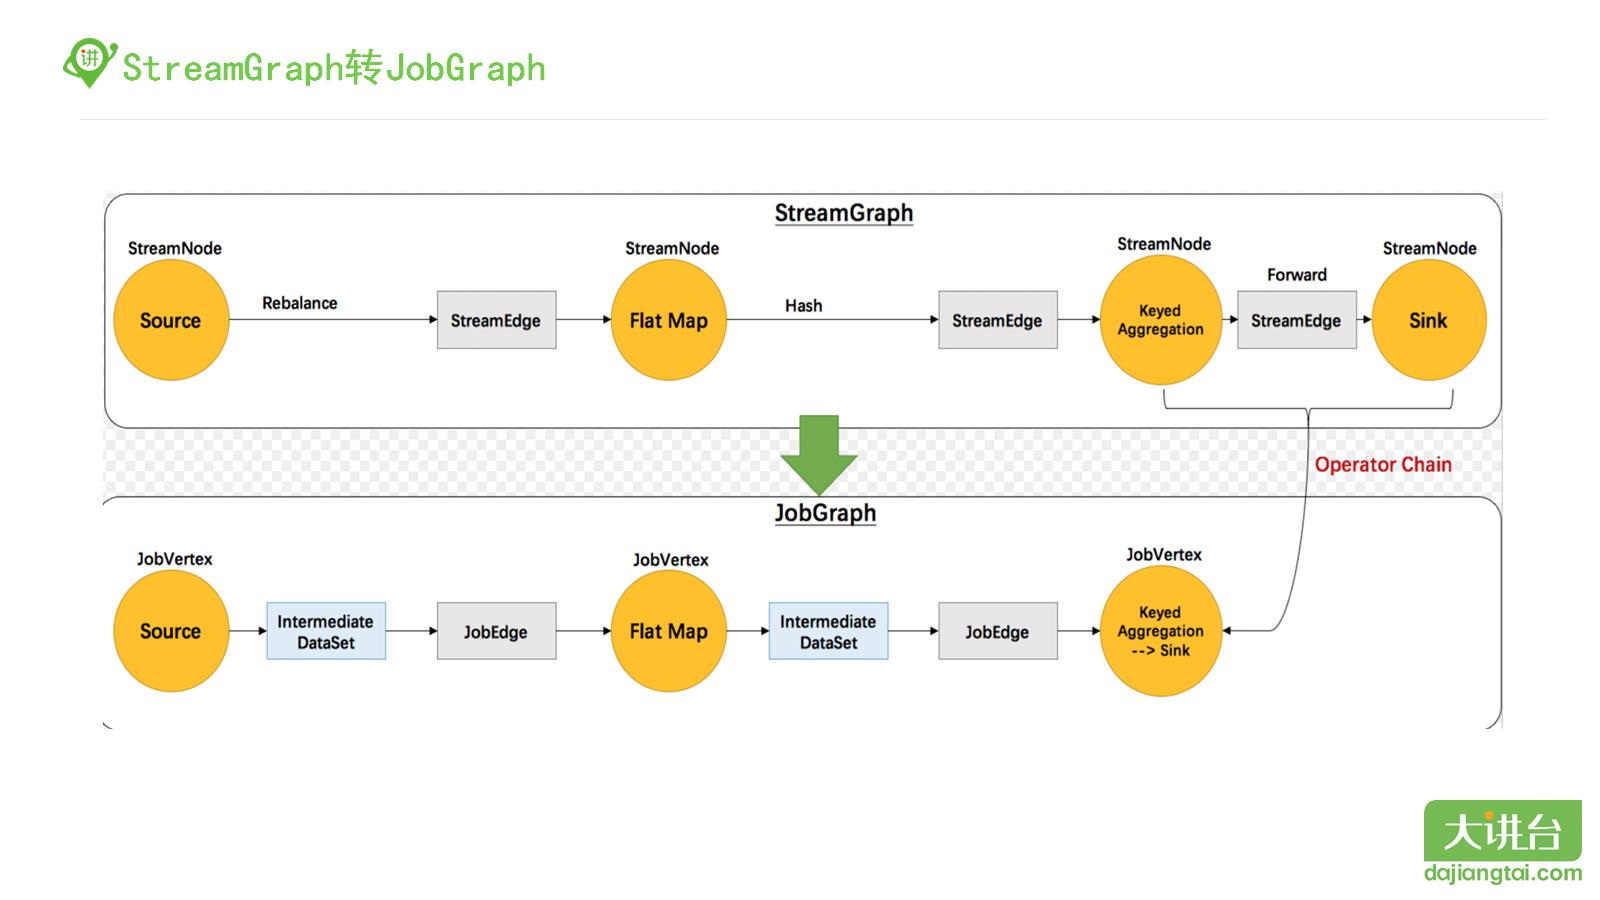 讲
StreamGraph转JobGraph
StreamGraph
StreamNode
StreamNode
StreamNode
StreamNode
Source
Rebalance
StreamEdge
Flat Map
Hash
StreamEdge
Keyed
Aggregation
Forward
StreamEdge
Sink
Operator Chain
JobGraph
JobVertex
JobVertex
JobVertex
Source
Intermediate
DataSet
JobEdge
Flat Map
Intermediate
DataSet
JobEdge
Keyed
Aggregation
--> Sink
大讲台
dajiangtai.com